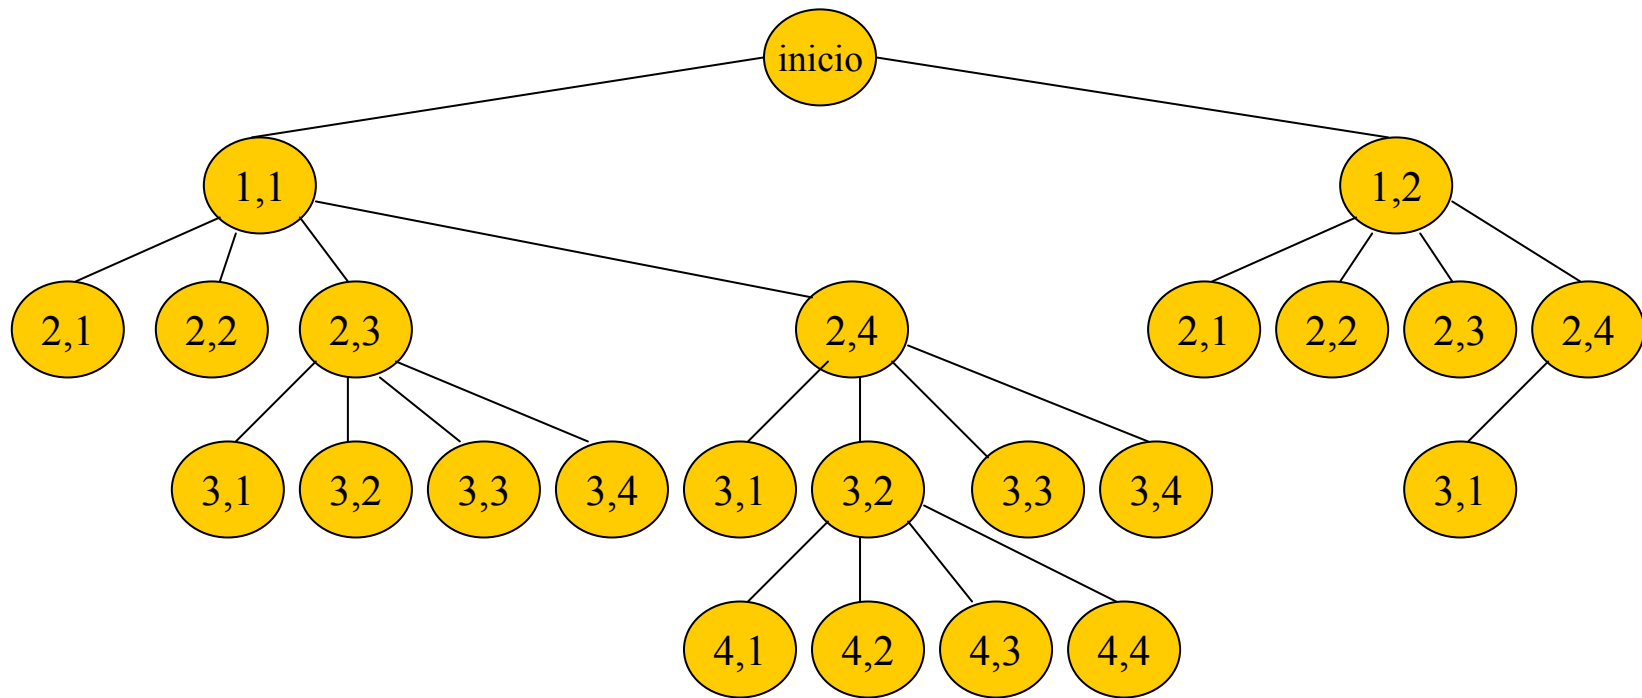 inicio
1,1 1,2
2,1 2,2 2,3 2,4 2,1 2,2 2,3 2,4
3,1 3,2 3,3 3,4 3,1 3,2 3,3 3,4 3,1
4,1 4,2 4,3 4,4